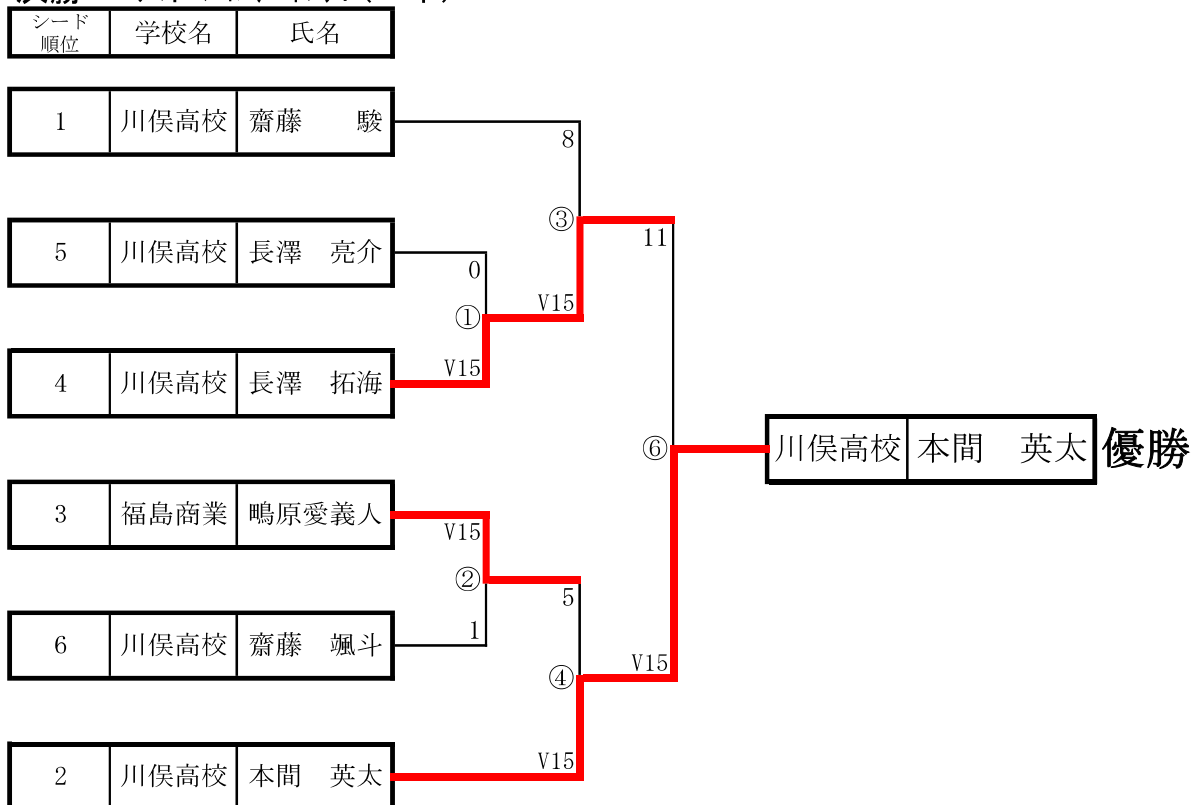 シード順位 学校名 氏名
1 川俣高校 齋藤 駿
8
③
11
5 川俣高校 長澤 亮介
0
V15
①
V15
4 川俣高校 長澤 拓海
⑥
川俣高校 本間 英太 優勝
3 福島商業 鴫原愛義人
V15
②
5
1
6 川俣高校 齋藤 颯斗
V15
④
V15
2 川俣高校 本間 英太